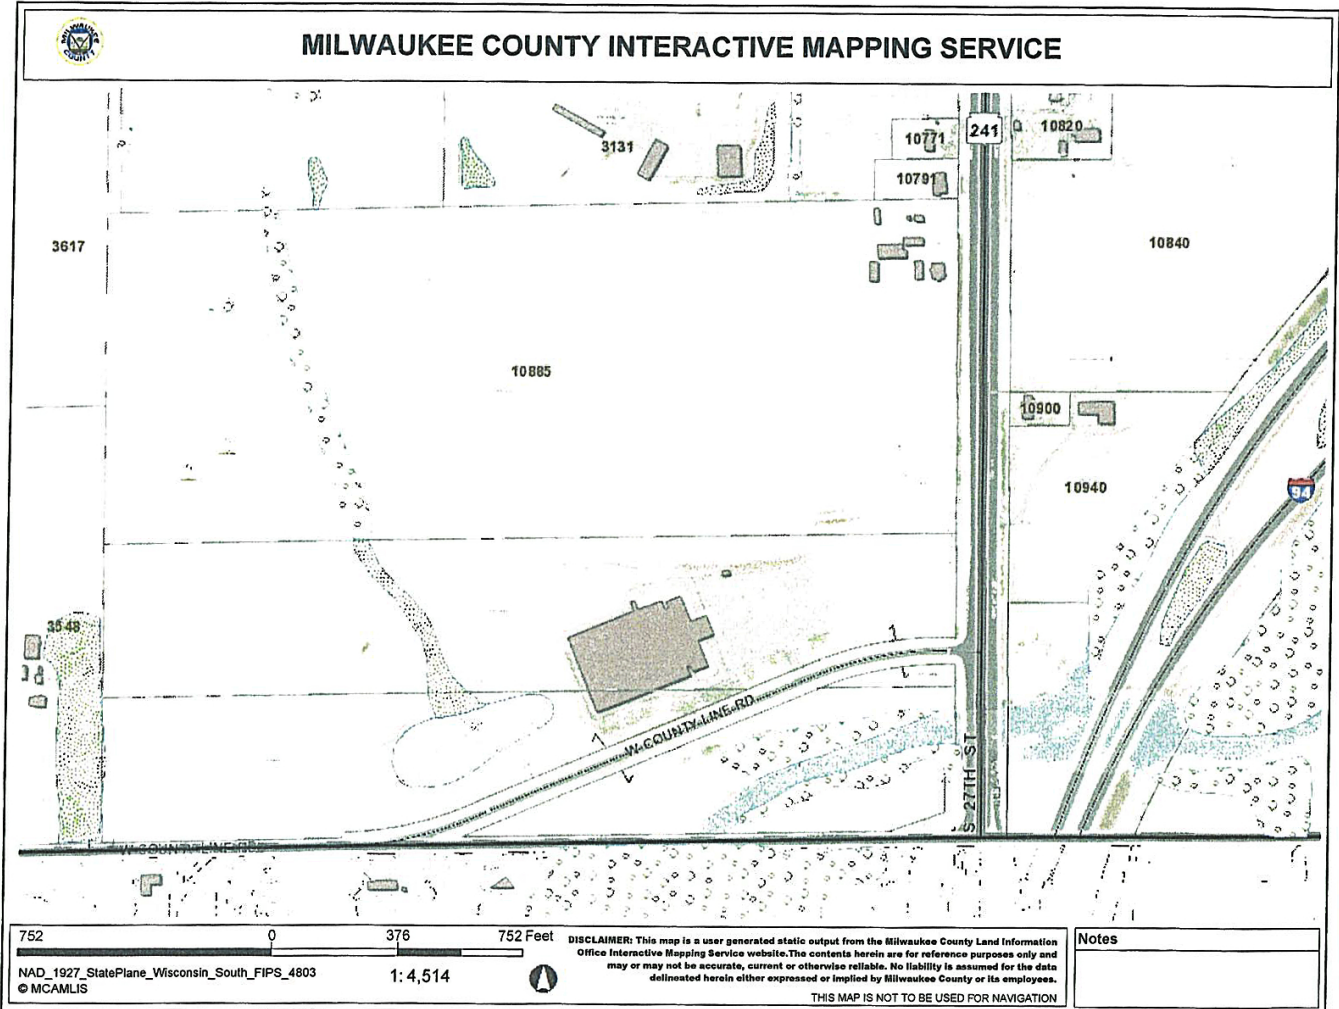 MILWAUKEE COUNTY
MILWAUKEE COUNTY INTERACTIVE MAPPING SERVICE
241
10771
10820
3131
10791
3617
10840
10885
10900
10940
94
3548
W COUNTY LINE RD
S 27TH ST
W COUNTY LINE RD
752 0 376 752 Feet
NAD_1927_StatePlane_Wisconsin_South_FIPS_4803
© MCAMLIS
1: 4,514
DISCLAIMER: This map is a user generated static output from the Milwaukee County Land Information
Office Interactive Mapping Service website. The contents herein are for reference purposes only and
may or may not be accurate, current or otherwise reliable. No liability is assumed for the data
delineated herein either expressed or implied by Milwaukee County or its employees.
THIS MAP IS NOT TO BE USED FOR NAVIGATION
Notes